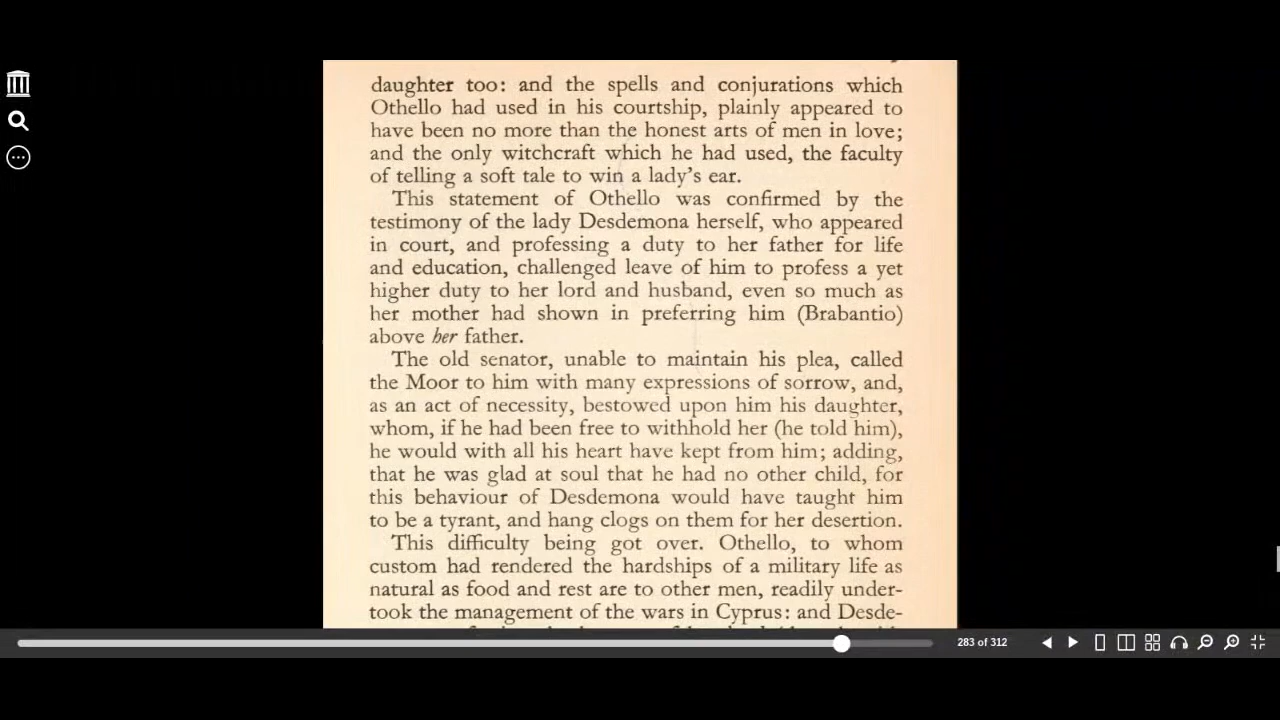 daughter too: and the spells and conjurations which
Othello had used in his courtship, plainly appeared to
have been no more than the honest arts of men in love;
and the only witchcraft which he had used, the faculty
of telling a soft tale to win a lady's ear.
This statement of Othello was confirmed by the
testimony of the lady Desdemona herself, who appeared
in court, and professing a duty to her father for life
and education, challenged leave of him to profess a yet
higher duty to her lord and husband, even so much as
her mother had shown in preferring him (Brabantio)
above her father.
The old senator, unable to maintain his plea, called
the Moor to him with many expressions of sorrow, and,
as an act of necessity, bestowed upon him his daughter,
whom, if he had been free to withhold her (he told him),
he would with all his heart have kept from him; adding,
that he was glad at soul that he had no other child, for
this behaviour of Desdemona would have taught him
to be a tyrant, and hang clogs on them for her desertion.
This difficulty being got over. Othello, to whom
custom had rendered the hardships of a military life as
natural as food and rest are to other men, readily under-
took the management of the wars in Cyprus: and Desde-
283 of 312